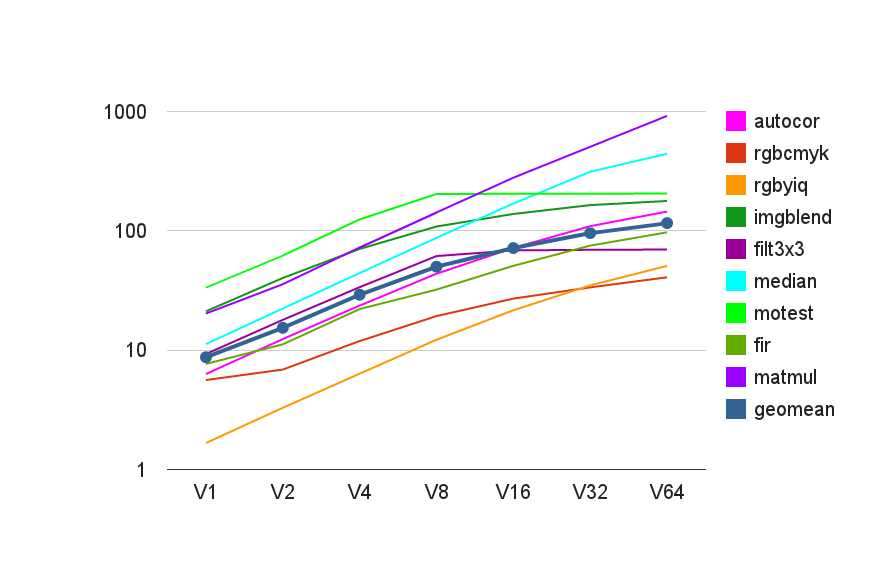 1000
100
10
1
V1 V2 V4 V8 V16 V32 V64
autocor
rgbcmyk
rgbyiq
imgblend
filt3x3
median
motest
fir
matmul
geomean